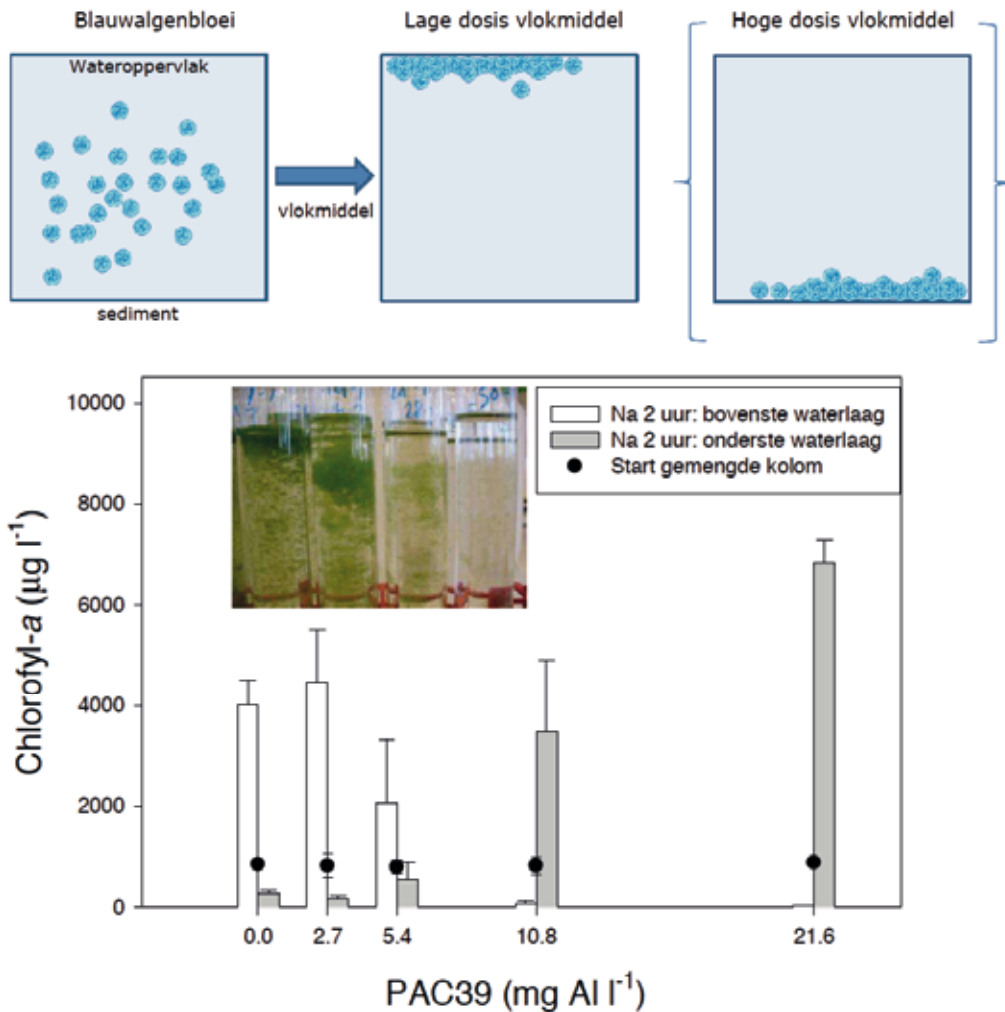 Blauwalgenbloei
Lage dosis vlokmiddel
Hoge dosis vlokmiddel
Wateroppervlak
vlokmiddel
sediment
10000
8000
6000
4000
2000
0
Chlorofyl-a (µg l⁻¹)
Na 2 uur: bovenste waterlaag
Na 2 uur: onderste waterlaag
Start gemengde kolom
0.0 2.7 5.4 10.8 21.6
PAC39 (mg Al l⁻¹)